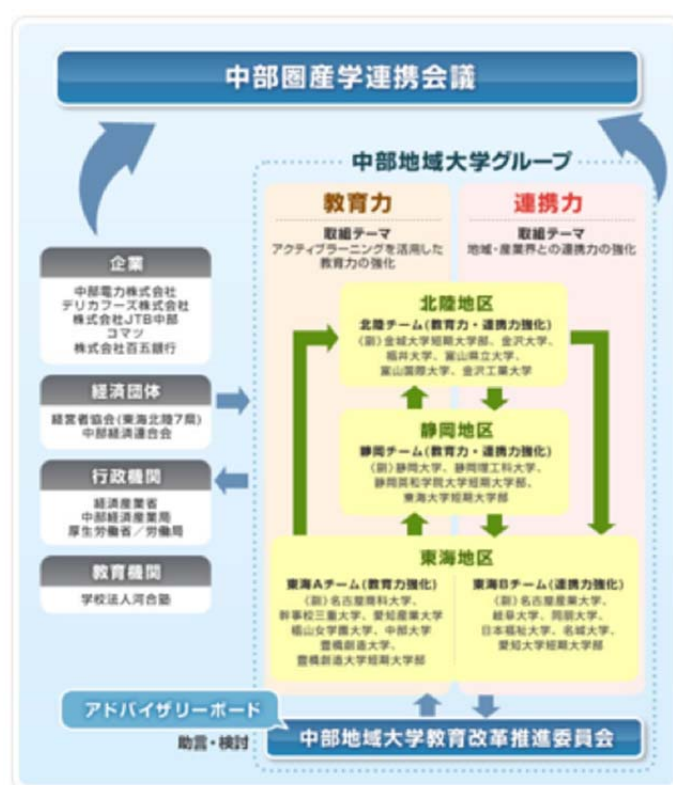 中部圏産学連携会議
中部地域大学グループ
教育力
取組テーマ
アクティブラーニングを活用した
教育力の強化
連携力
取組テーマ
地域・産業界との連携力の強化
企業
中部電力株式会社
デリカフーズ株式会社
株式会社JTB中部
コマツ
株式会社百五銀行
経済団体
経営者協会(東海北陸7県)
中部経済連合会
行政機関
経済産業省
中部経済産業局
厚生労働省/労働局
教育機関
学校法人河合塾
北陸地区
北陸チーム(教育力・連携力強化)
(副)金城大学短期大学部、金沢大学、
福井大学、富山県立大学、
富山国際大学、金沢工業大学
静岡地区
静岡チーム(教育力・連携力強化)
(副)静岡大学、静岡理工科大学、
静岡英和学院大学短期大学部、
東海大学短期大学部
東海地区
東海Aチーム(教育力強化)
(副)名古屋商科大学、
幹事校三重大学、愛知産業大学
椙山女学園大学、中部大学
豊橋創造大学、
豊橋創造大学短期大学部
東海Bチーム(連携力強化)
(副)名古屋産業大学、
岐阜大学、同朋大学、
日本福祉大学、名城大学、
愛知大学短期大学部
アドバイザリーボード
助言・検討
中部地域大学教育改革推進委員会